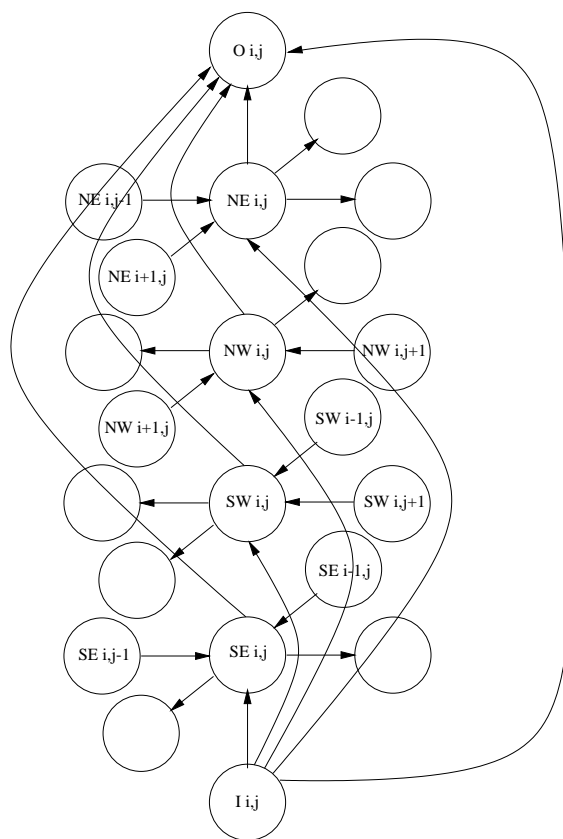 O i,j
NE i,j-1
NE i,j
NE i+1,j
NW i,j
NW i,j+1
NW i+1,j
SW i-1,j
SW i,j
SW i,j+1
SE i-1,j
SE i,j-1
SE i,j
I i,j